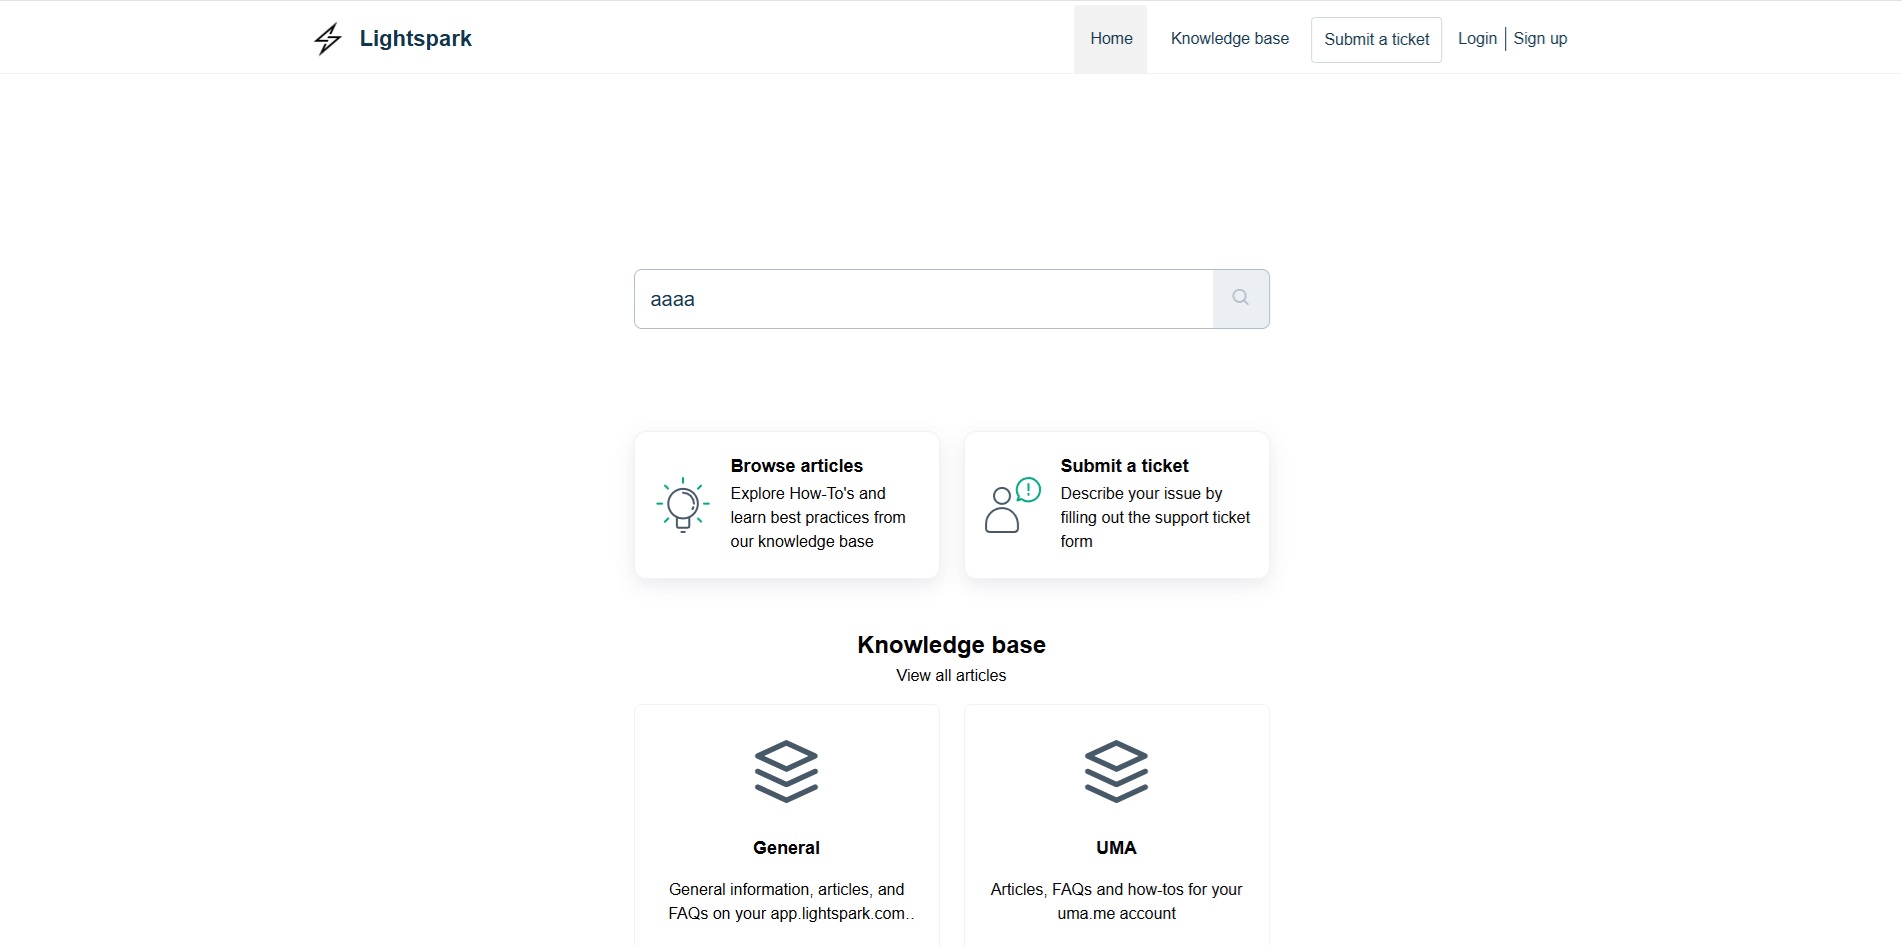 Lightspark
Home
Knowledge base
Submit a ticket
Login
Sign up
aaaa
Browse articles
Explore How-To's and
learn best practices from
our knowledge base
Submit a ticket
Describe your issue by
filling out the support ticket
form
Knowledge base
View all articles
General
General information, articles, and
FAQs on your app.lightspark.com..
UMA
Articles, FAQs and how-tos for your
uma.me account